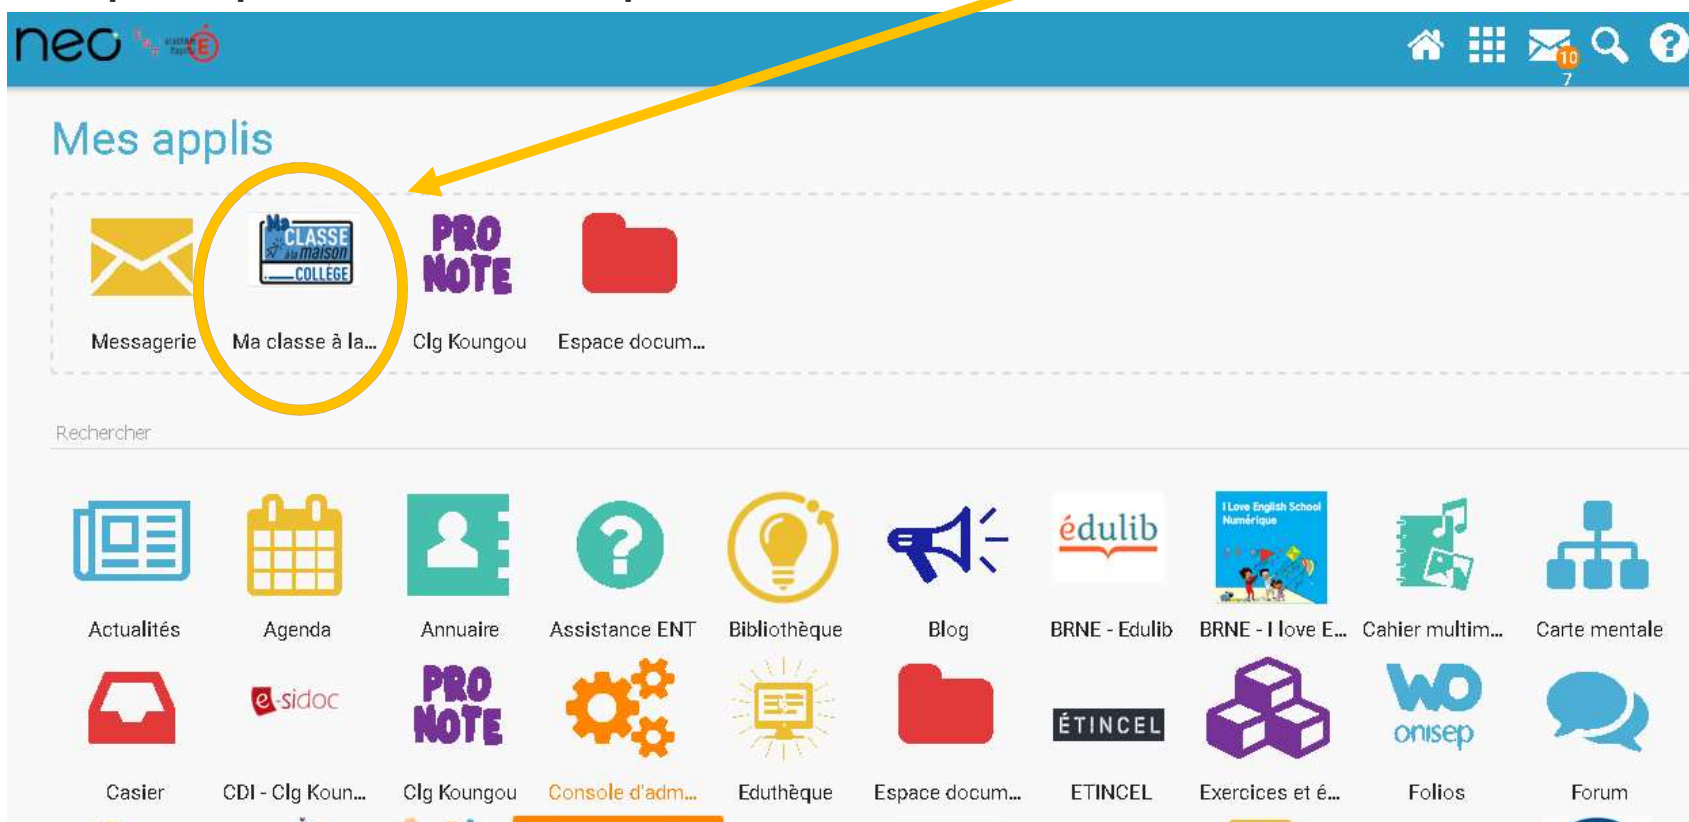 neo
10
7
Mes applis
Ma
CLASSE
à la maison
COLLÈGE
PRO
NOTE
Messagerie
Ma classe à la...
Clg Koungou
Espace docum...
Rechercher
édulib
I Love English School
Numérique
Actualités
Agenda
Annuaire
Assistance ENT
Bibliothèque
Blog
BRNE - Edulib
BRNE - I love E...
Cahier multim...
Carte mentale
e-sidoc
PRO
NOTE
ÉTINCEL
onisep
Casier
CDI - Clg Koun...
Clg Koungou
Console d'adm...
Eduthèque
Espace docum...
ETINCEL
Exercices et é...
Folios
Forum